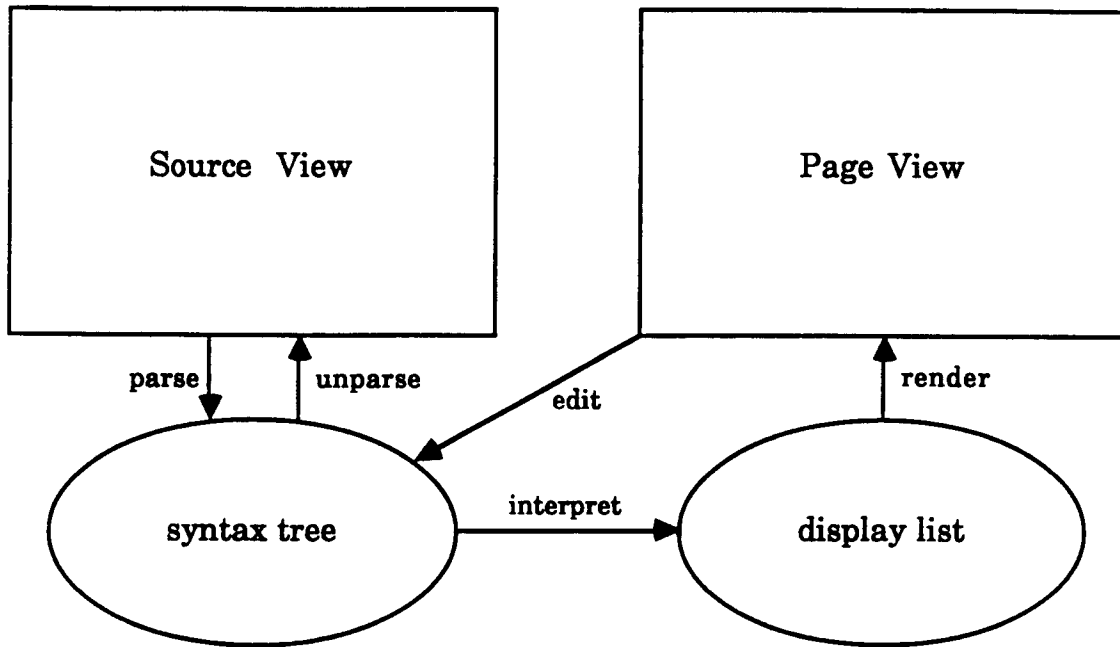 Source View
Page View
parse
unparse
edit
render
syntax tree
interpret
display list